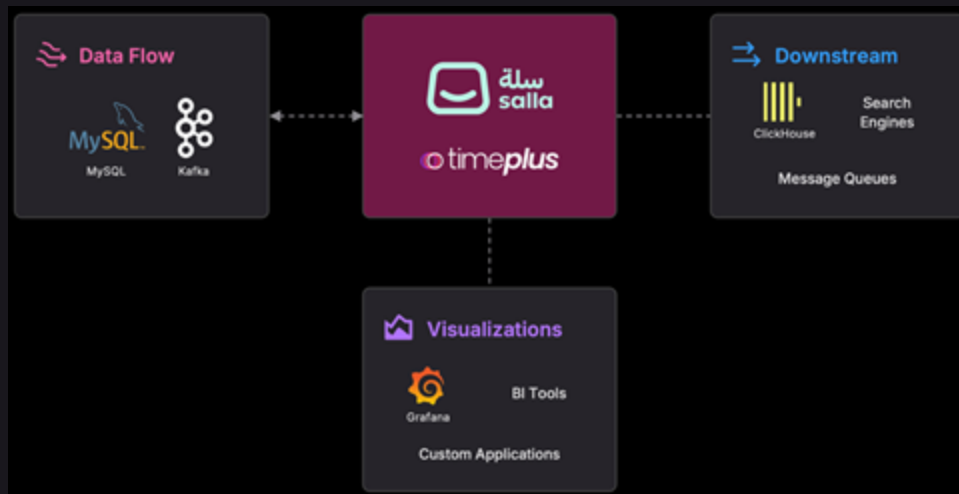 Data Flow
MySQL
MySQL
Kafka
سلة
salla
timeplus
Downstream
ClickHouse
Search
Engines
Message Queues
Visualizations
Grafana
BI Tools
Custom Applications